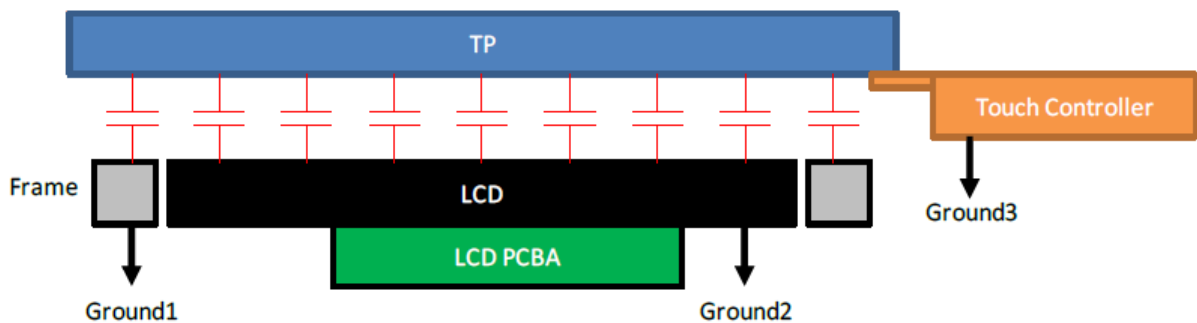 TP
Touch Controller
Frame
LCD
Ground3
LCD PCBA
Ground1
Ground2